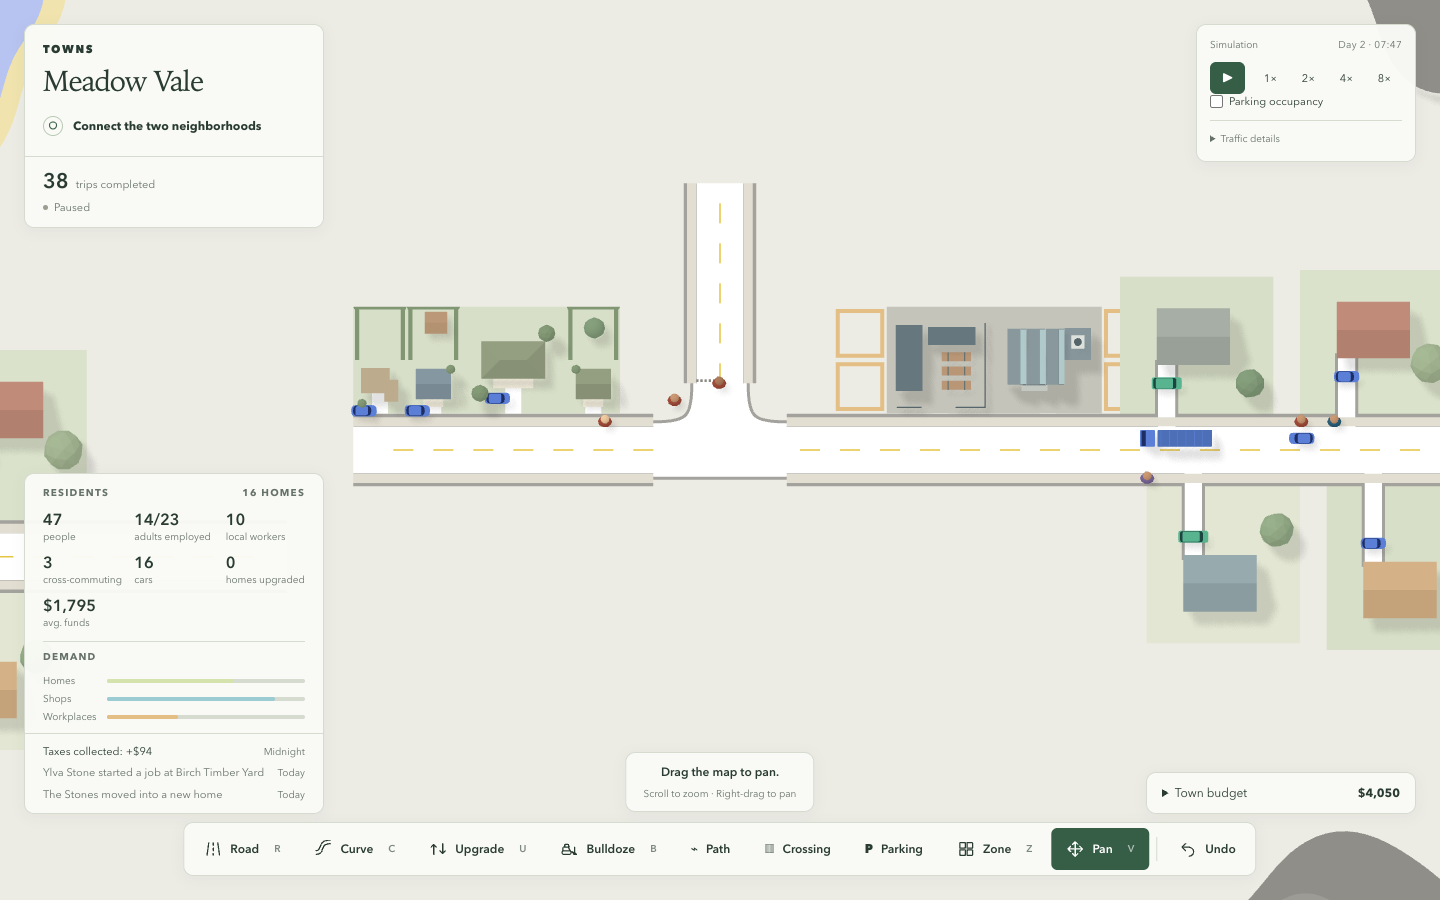 TOWNS
Meadow Vale
Connect the two neighborhoods
38 trips completed
Paused
Simulation Day 2 · 07:47
1× 2× 4× 8×
Parking occupancy
Traffic details
RESIDENTS 16 HOMES
47 14/23 10
people adults employed local workers
3 16 0
cross-commuting cars homes upgraded
$1,795
avg. funds
DEMAND
Homes
Shops
Workplaces
Taxes collected: +$94 Midnight
Ylva Stone started a job at Birch Timber Yard Today
The Stones moved into a new home Today
Drag the map to pan.
Scroll to zoom · Right-drag to pan
Town budget $4,050
Road R Curve C Upgrade U Bulldoze B Path Crossing P Parking Zone Z Pan V Undo